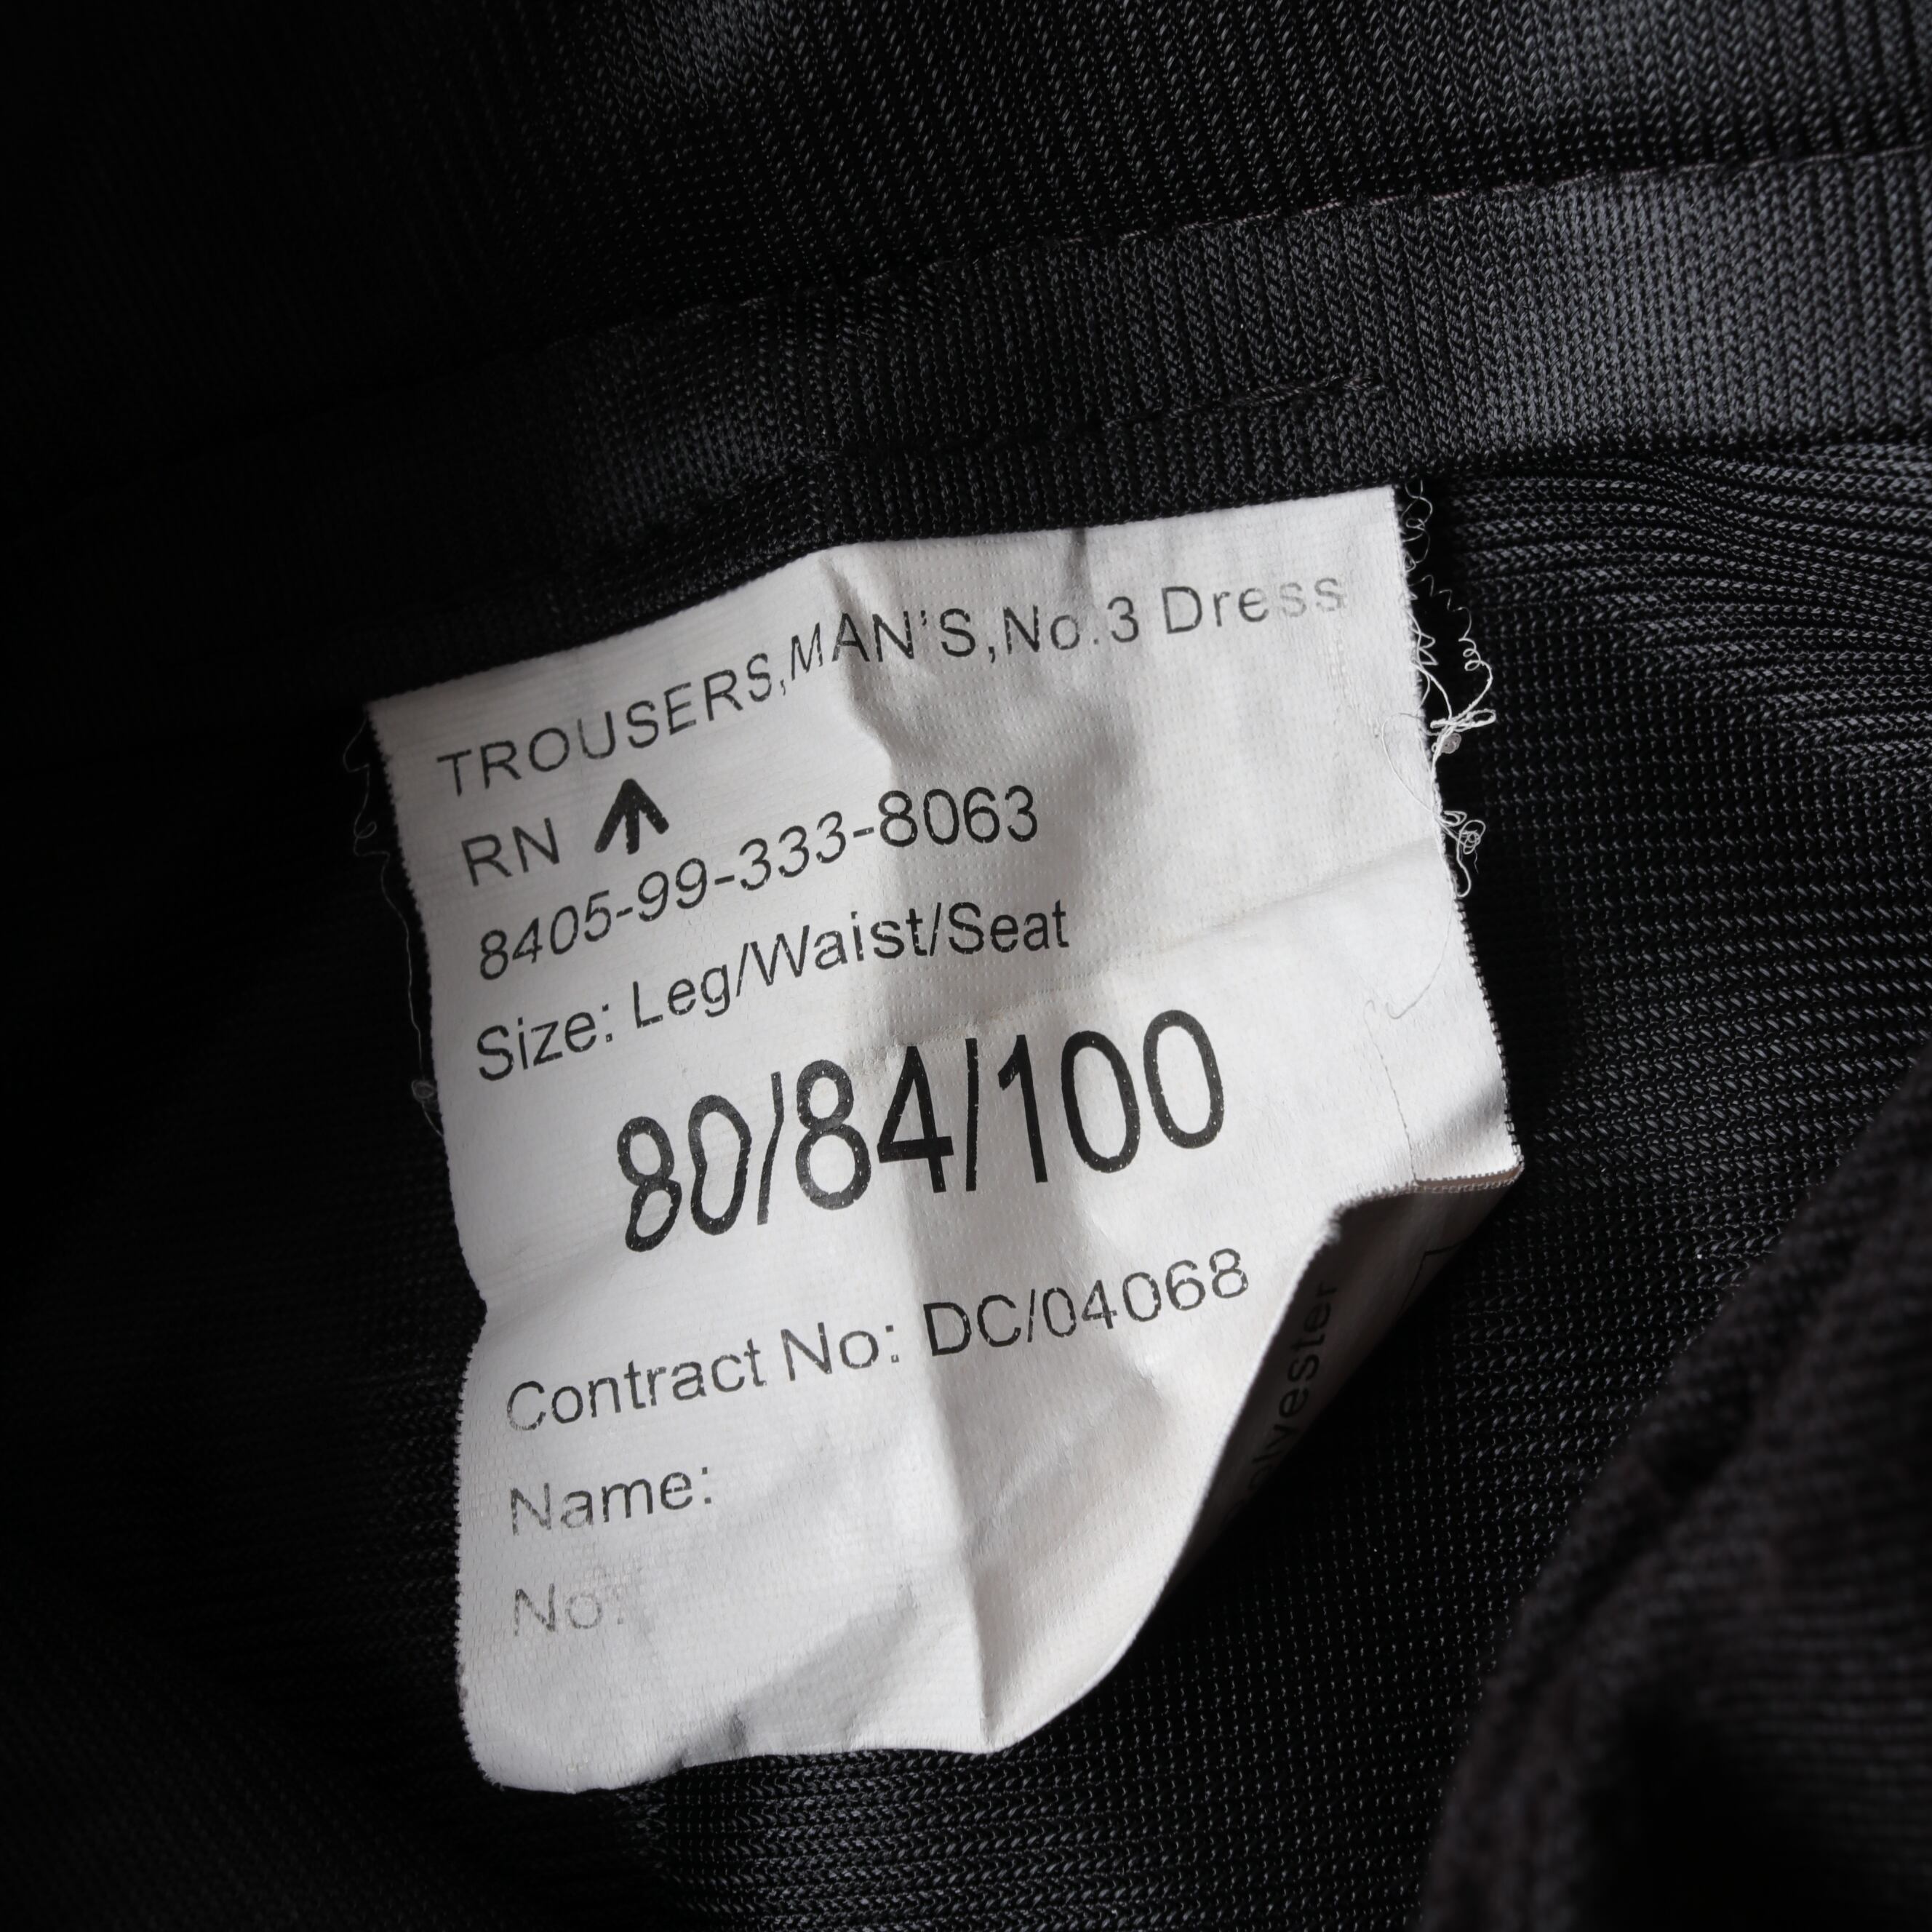 TROUSERS,MAN'S,No.3 Dress
RN
8405-99-333-8063
Size: Leg/Waist/Seat
80/84/100
Contract No: DC/04068
Name:
No: